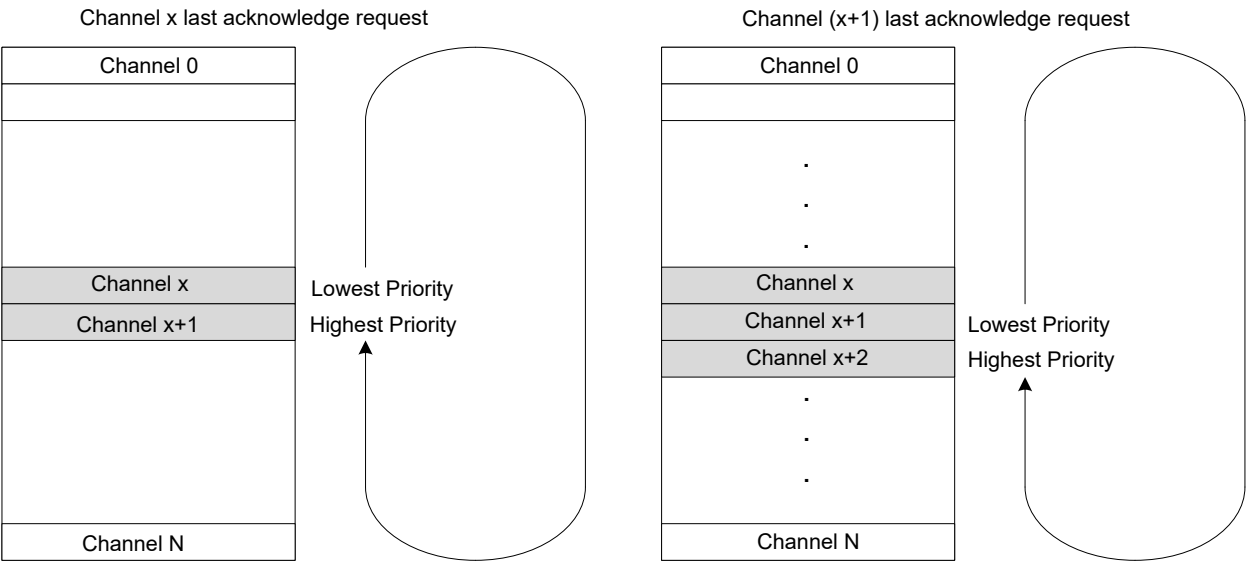 Channel x last acknowledge request
Channel 0
Channel x
Lowest Priority
Channel x+1
Highest Priority
Channel N
Channel (x+1) last acknowledge request
Channel 0
.
.
.
Channel x
Channel x+1
Lowest Priority
Channel x+2
Highest Priority
.
.
.
Channel N